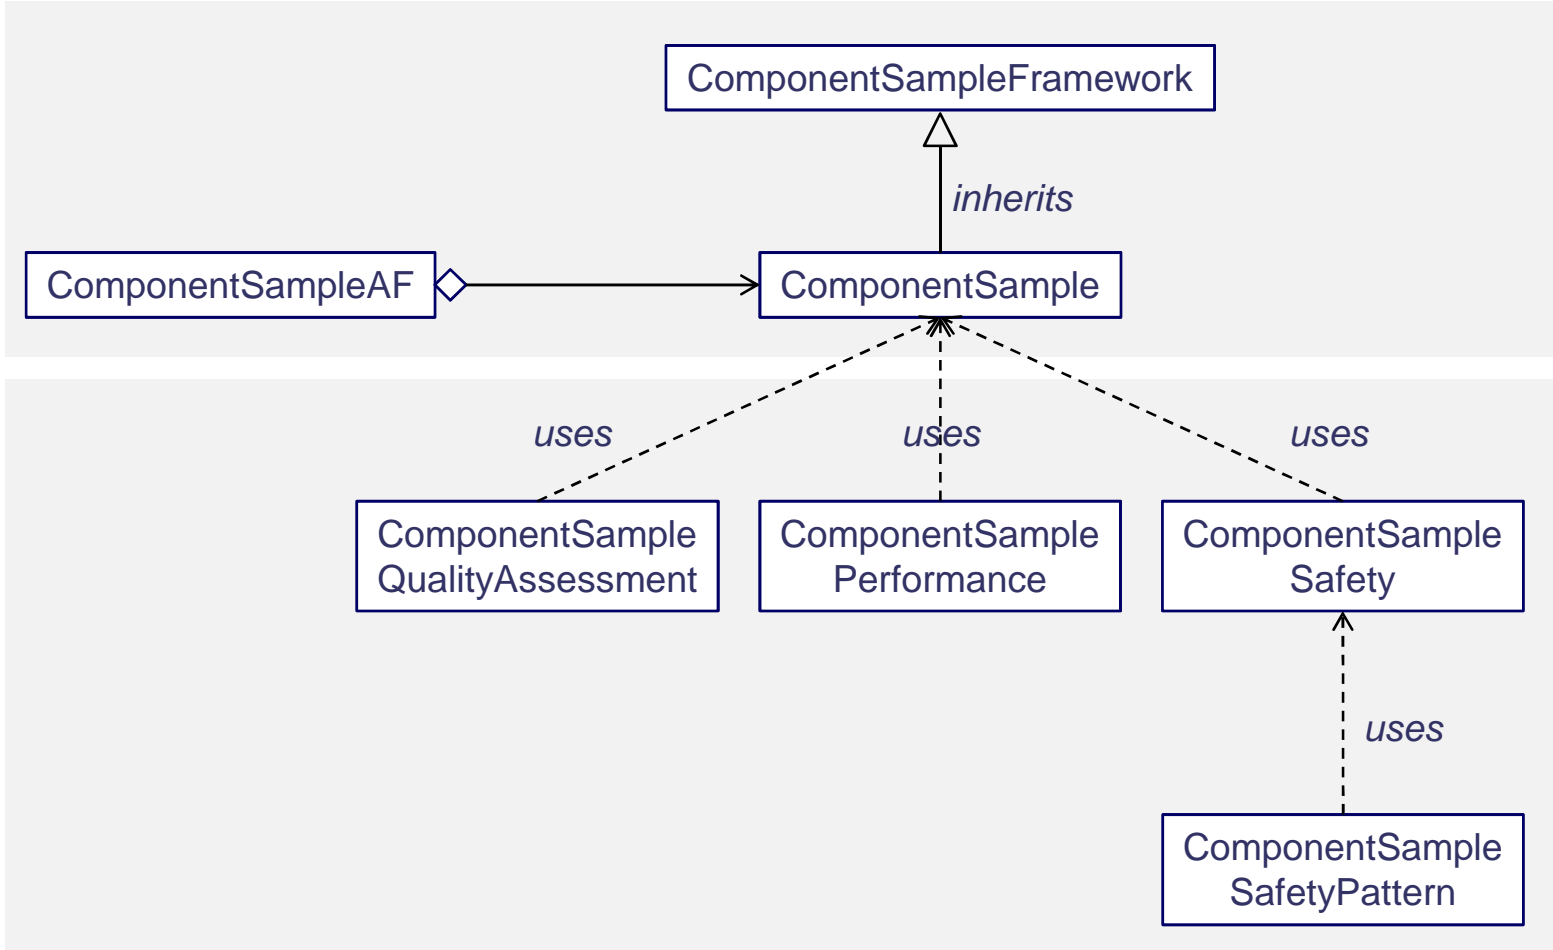 ComponentSampleFramework
inherits
ComponentSampleAF
ComponentSample
uses
uses
uses
ComponentSample
QualityAssessment
ComponentSample
Performance
ComponentSample
Safety
uses
ComponentSample
SafetyPattern